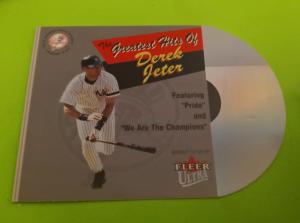 The
Greatest Hits Of
Derek
Jeter
Featuring
"Pride"
and
"We Are The Champions"
FLEER
ULTRA